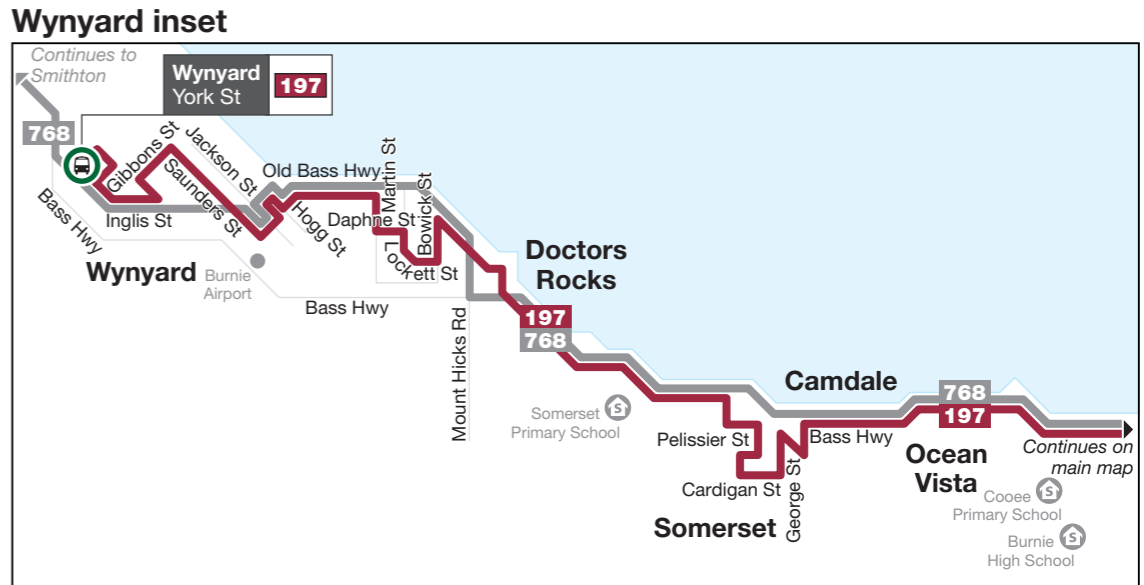 Wynyard inset
Continues to
Smithton
Wynyard
York St
197
768
Gibbons St
Jackson St
Saunders St
Old Bass Hwy
Martin St
Bowick St
Inglis St
Hogg St
Daphne St
Lockett St
Bass Hwy
Wynyard
Burnie
Airport
Bass Hwy
Mount Hicks Rd
Doctors
Rocks
197
768
Somerset
Primary School
Camdale
768
197
Pelissier St
Bass Hwy
Cardigan St
George St
Somerset
Ocean
Vista
Continues on
main map
Cooee
Primary School
S
Burnie
High School
S
S